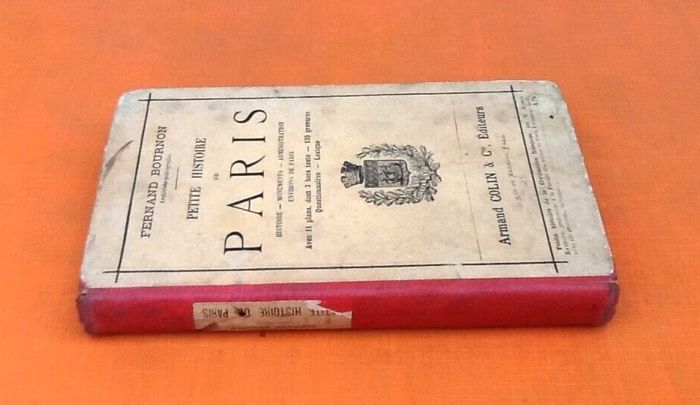 FERNAND BOURNON
PETITE HISTOIRE
DE
PARIS
HISTOIRE — MONUMENTS — ADMINISTRATION
ENVIRONS DE PARIS
Avec 11 plans, dont 3 hors texte — 130 gravures
Questionnaires — Lexique
Armand COLIN & Cie, Éditeurs
HISTOIRE DE PARIS